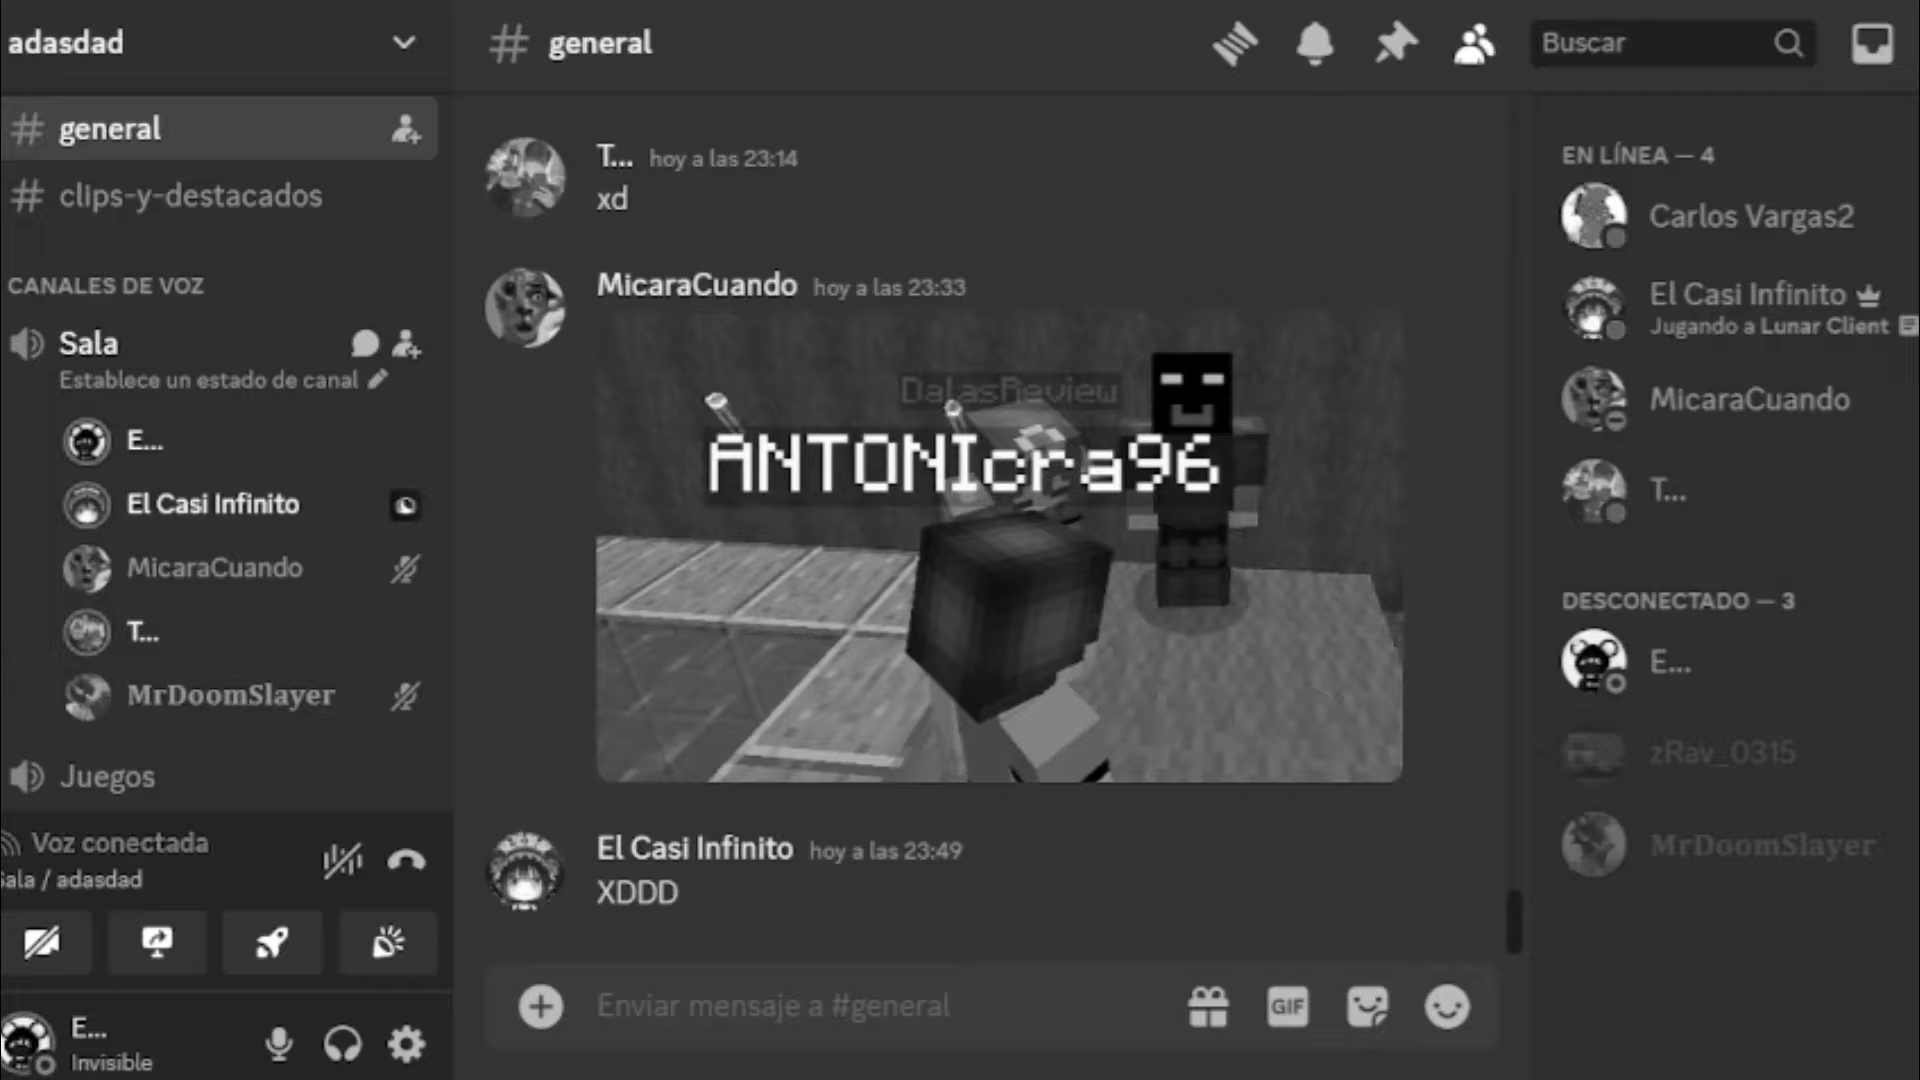 adasdad
general
clips-y-destacados
CANALES DE VOZ
Sala
Establece un estado de canal
E...
El Casi Infinito
MicaraCuando
T...
MrDoomSlayer
Juegos
Voz conectada
Sala / adasdad
E...
Invisible
# general
T... hoy a las 23:14
xd
MicaraCuando hoy a las 23:33
DalasReview
ANTONIcra96
El Casi Infinito hoy a las 23:49
XDDD
Enviar mensaje a #general
GIF
Buscar
EN LÍNEA — 4
Carlos Vargas2
El Casi Infinito
Jugando a Lunar Client
MicaraCuando
T...
DESCONECTADO — 3
E...
zRav_0315
MrDoomSlayer